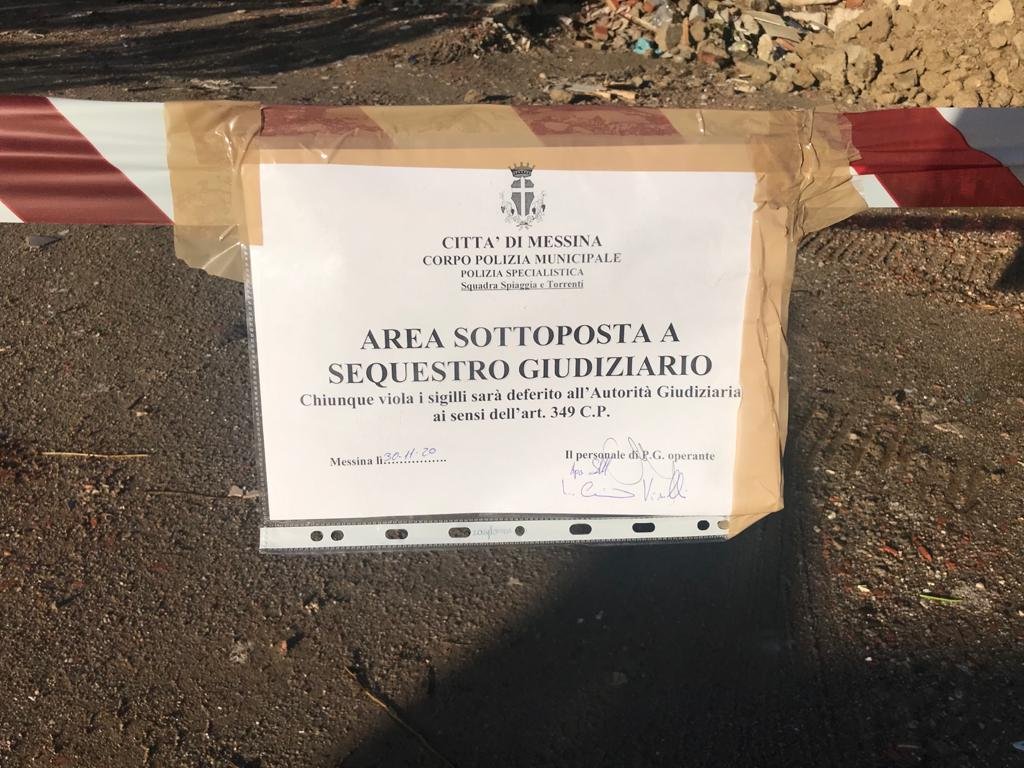 CITTA' DI MESSINA
CORPO POLIZIA MUNICIPALE
POLIZIA SPECIALISTICA
Squadra Spiaggia e Torrenti
AREA SOTTOPOSTA A
SEQUESTRO GIUDIZIARIO
Chiunque viola i sigilli sarà deferito all'Autorità Giudiziaria
ai sensi dell'art. 349 C.P.
Messina lì 30-11-20
Il personale di P.G. operante